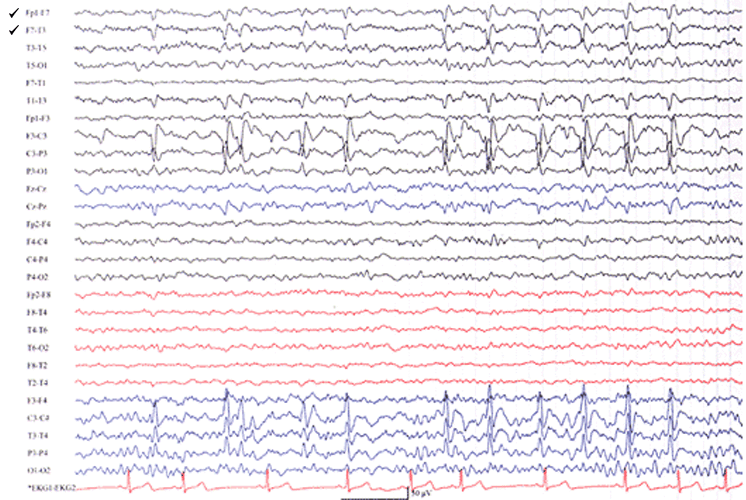 Fp1-F7
F7-T3
T3-T5
T5-O1
F7-T1
T1-T3
Fp1-F3
F3-C3
C3-P3
P3-O1
Fz-Cz
Cz-Pz
Fp2-F4
F4-C4
C4-P4
P4-O2
Fp2-F8
F8-T4
T4-T6
T6-O2
F8-T2
T2-T4
F3-F4
C3-C4
T3-T4
P3-P4
O1-O2
*EKG1-EKG2
50 µV